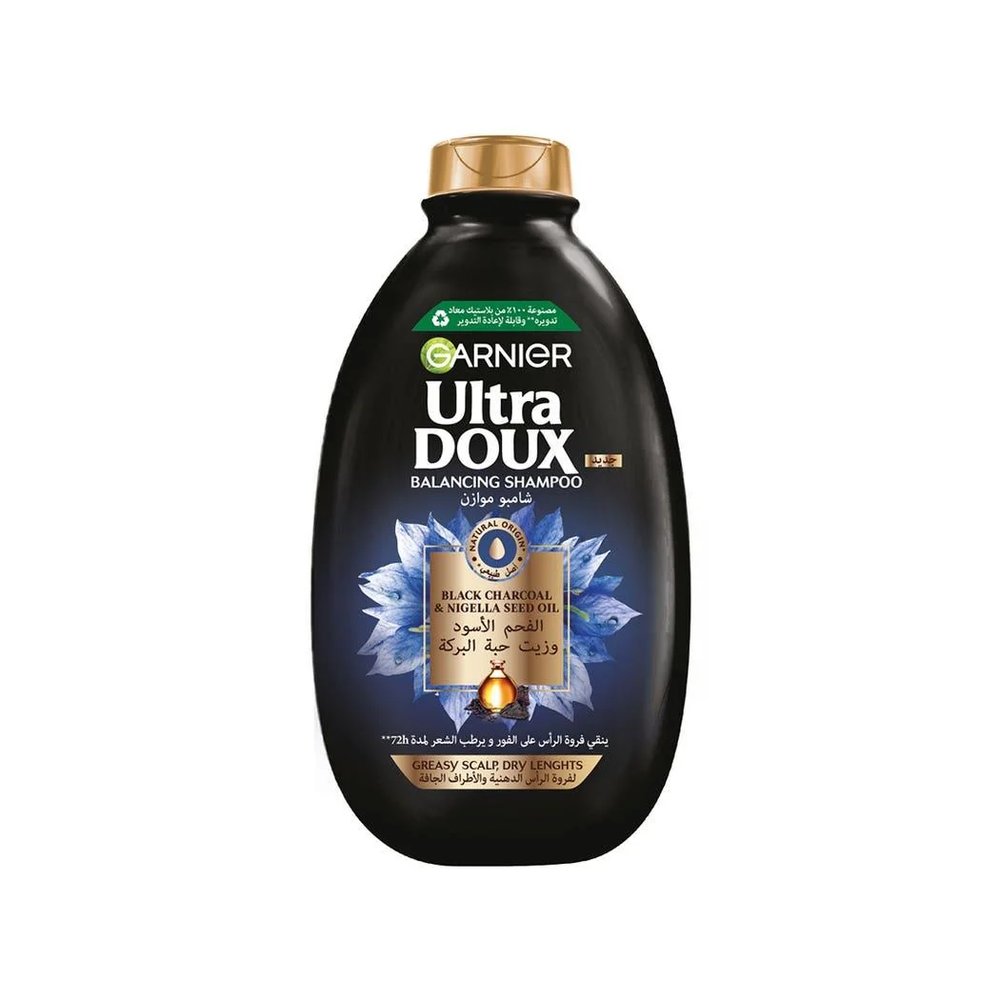 مصنوعة ١٠٠٪ من بلاستيك معاد
تدويره** وقابلة لإعادة التدوير
GARNIER
Ultra
DOUX
جديد
BALANCING SHAMPOO
شامبو موازن
NATURAL ORIGIN*
أصل طبيعي*
BLACK CHARCOAL
& NIGELLA SEED OIL
الفحم الأسود
وزيت حبة البركة
ينقي فروة الرأس على الفور و يرطب الشعر لمدة 72h**
GREASY SCALP, DRY LENGHTS
لفروة الرأس الدهنية والأطراف الجافة